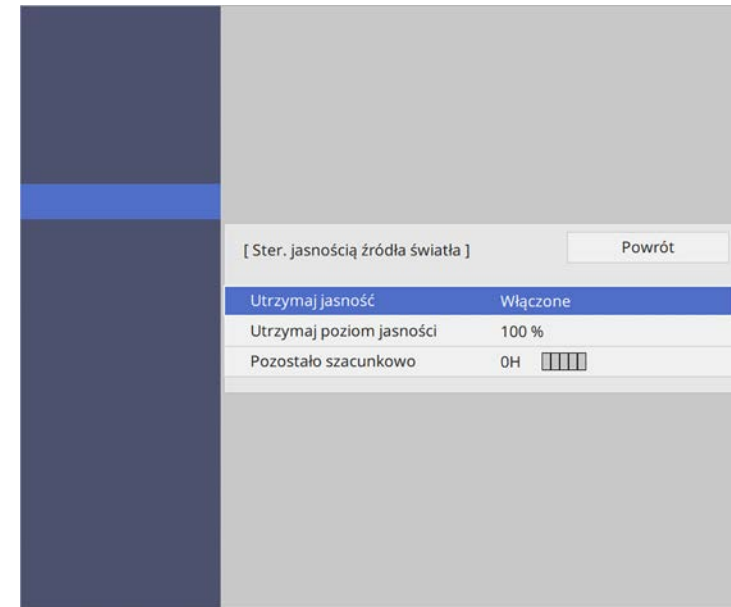 [ Ster. jasnością źródła światła ] Powrót
Utrzymaj jasność Włączone
Utrzymaj poziom jasności 100 %
Pozostało szacunkowo 0H